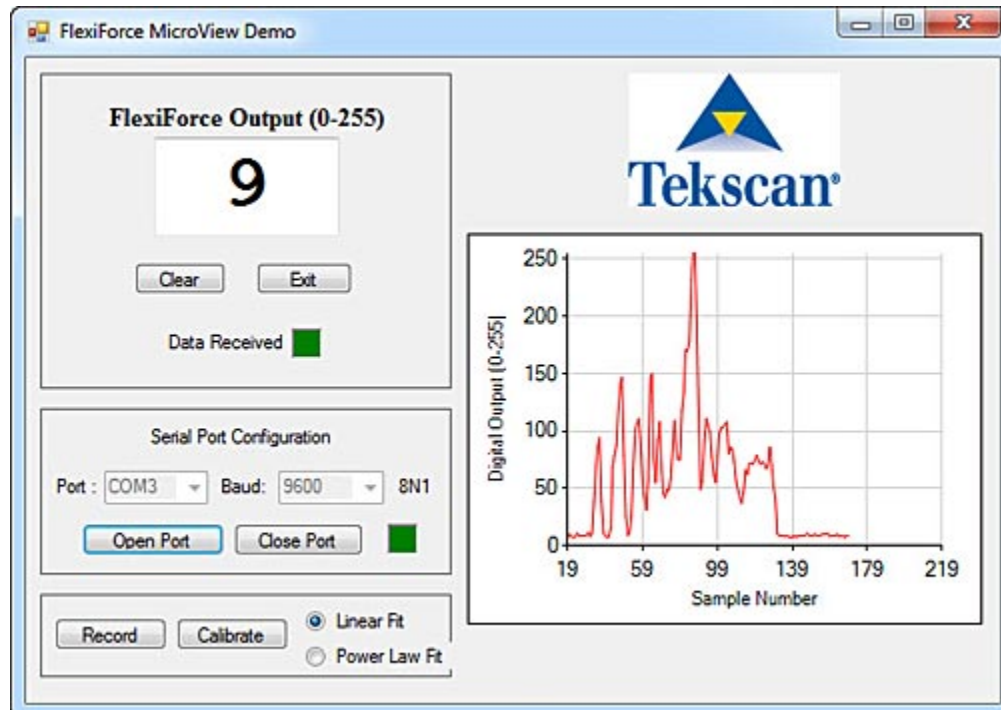 FlexiForce MicroView Demo
FlexiForce Output (0-255)
9
Clear
Exit
Data Received
Serial Port Configuration
Port :
COM3
Baud:
9600
8N1
Open Port
Close Port
Record
Calibrate
Linear Fit
Power Law Fit
Tekscan®
Digital Output (0-255)
250
200
150
100
50
0
19
59
99
139
179
219
Sample Number